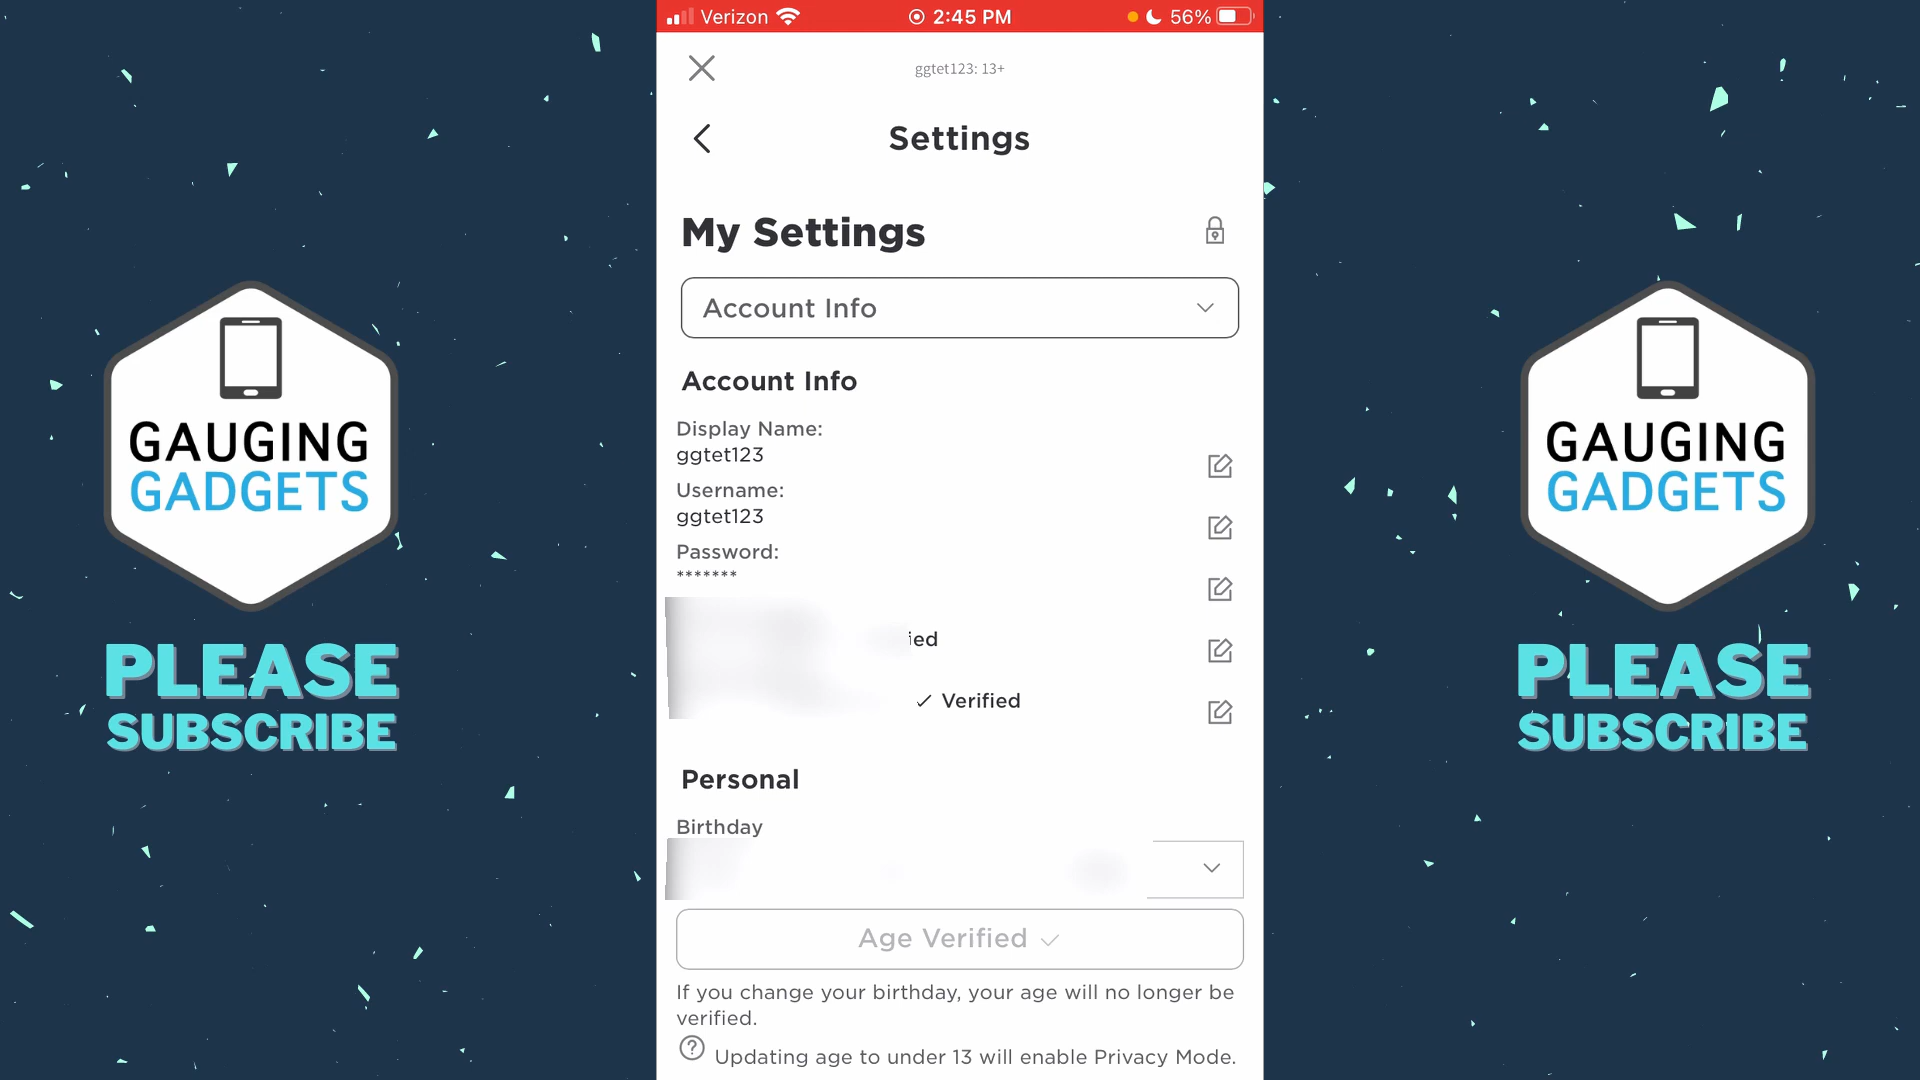 Verizon 2:45 PM 56%
ggtet123: 13+
Settings
My Settings
Account Info
Account Info
Display Name:
ggtet123
Username:
ggtet123
Password:
*******
ied
✓ Verified
Personal
Birthday
Age Verified ✓
If you change your birthday, your age will no longer be
verified.
Updating age to under 13 will enable Privacy Mode.
GAUGING
GADGETS
PLEASE
SUBSCRIBE
GAUGING
GADGETS
PLEASE
SUBSCRIBE